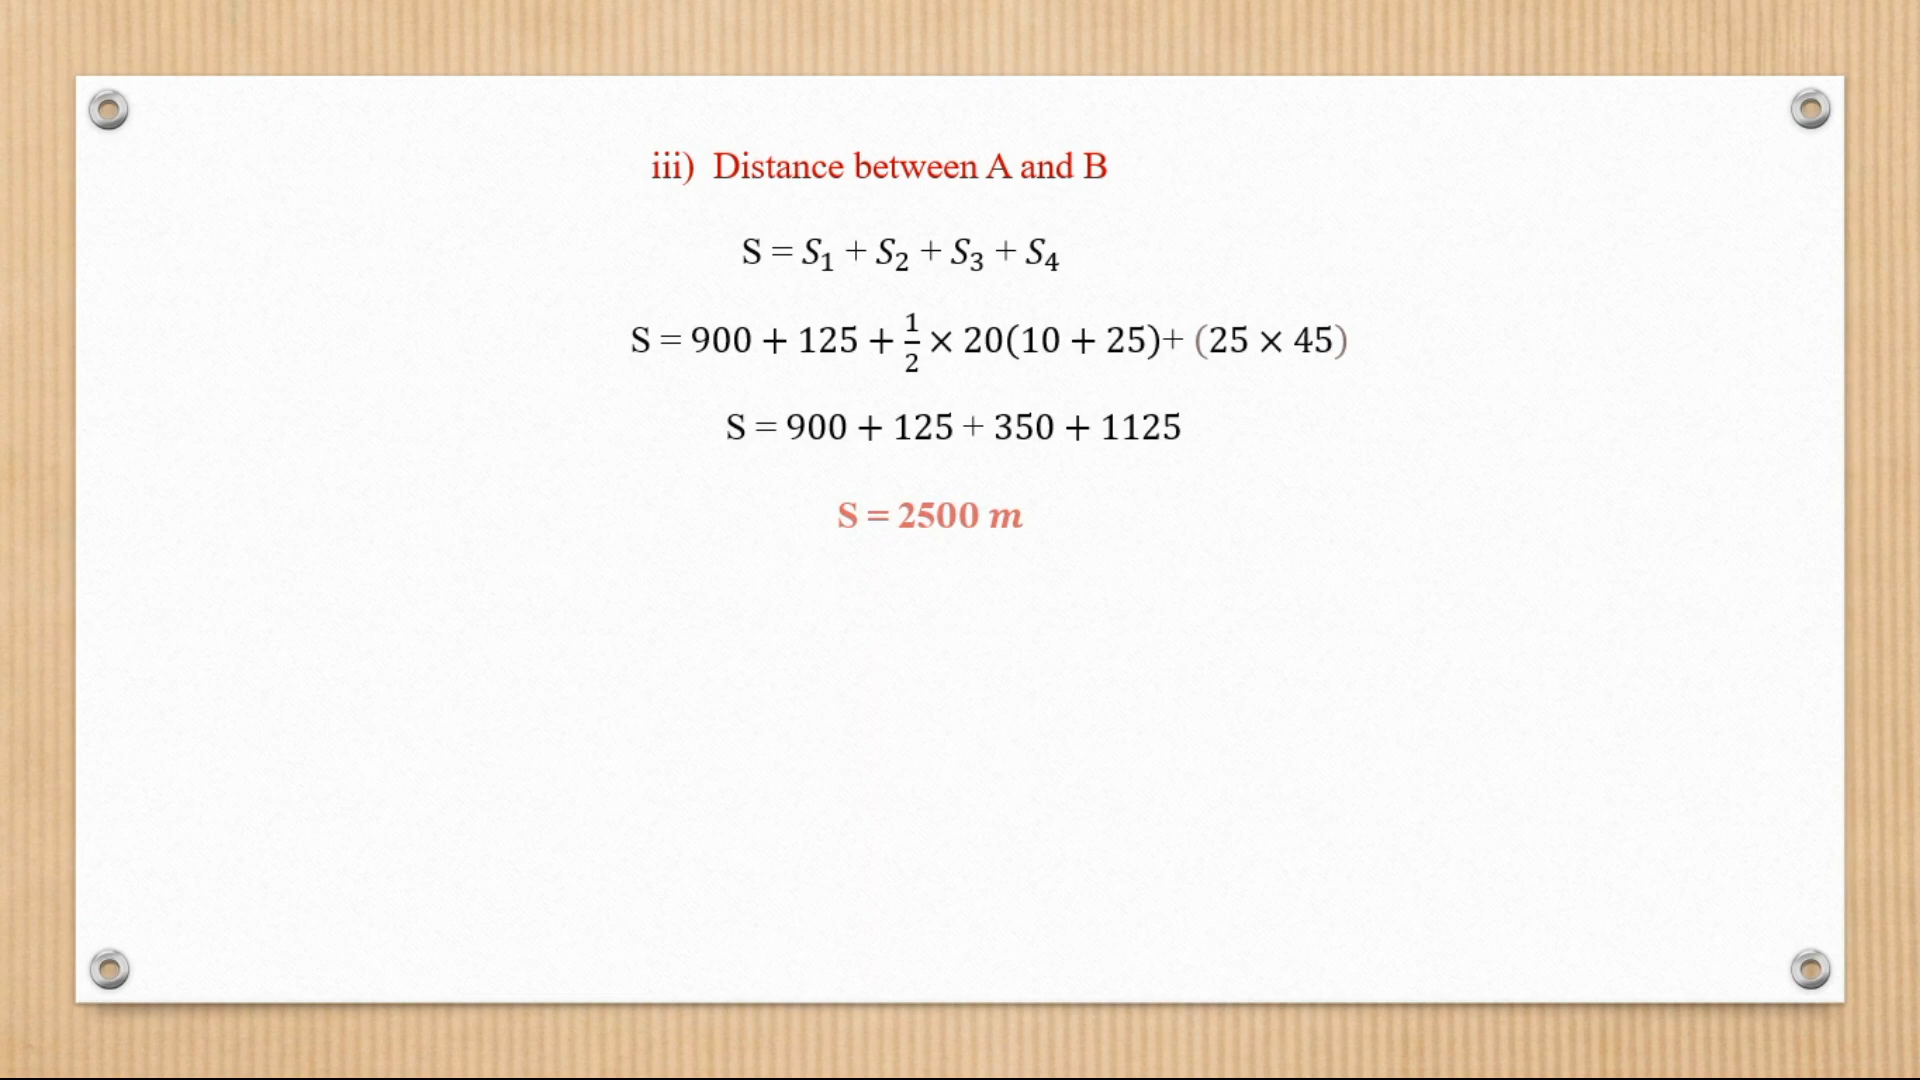 iii) Distance between A and B
S = S₁ + S₂ + S₃ + S₄
S = 900 + 125 + 1/2 × 20(10 + 25)+ (25 × 45)
S = 900 + 125 + 350 + 1125
S = 2500 m